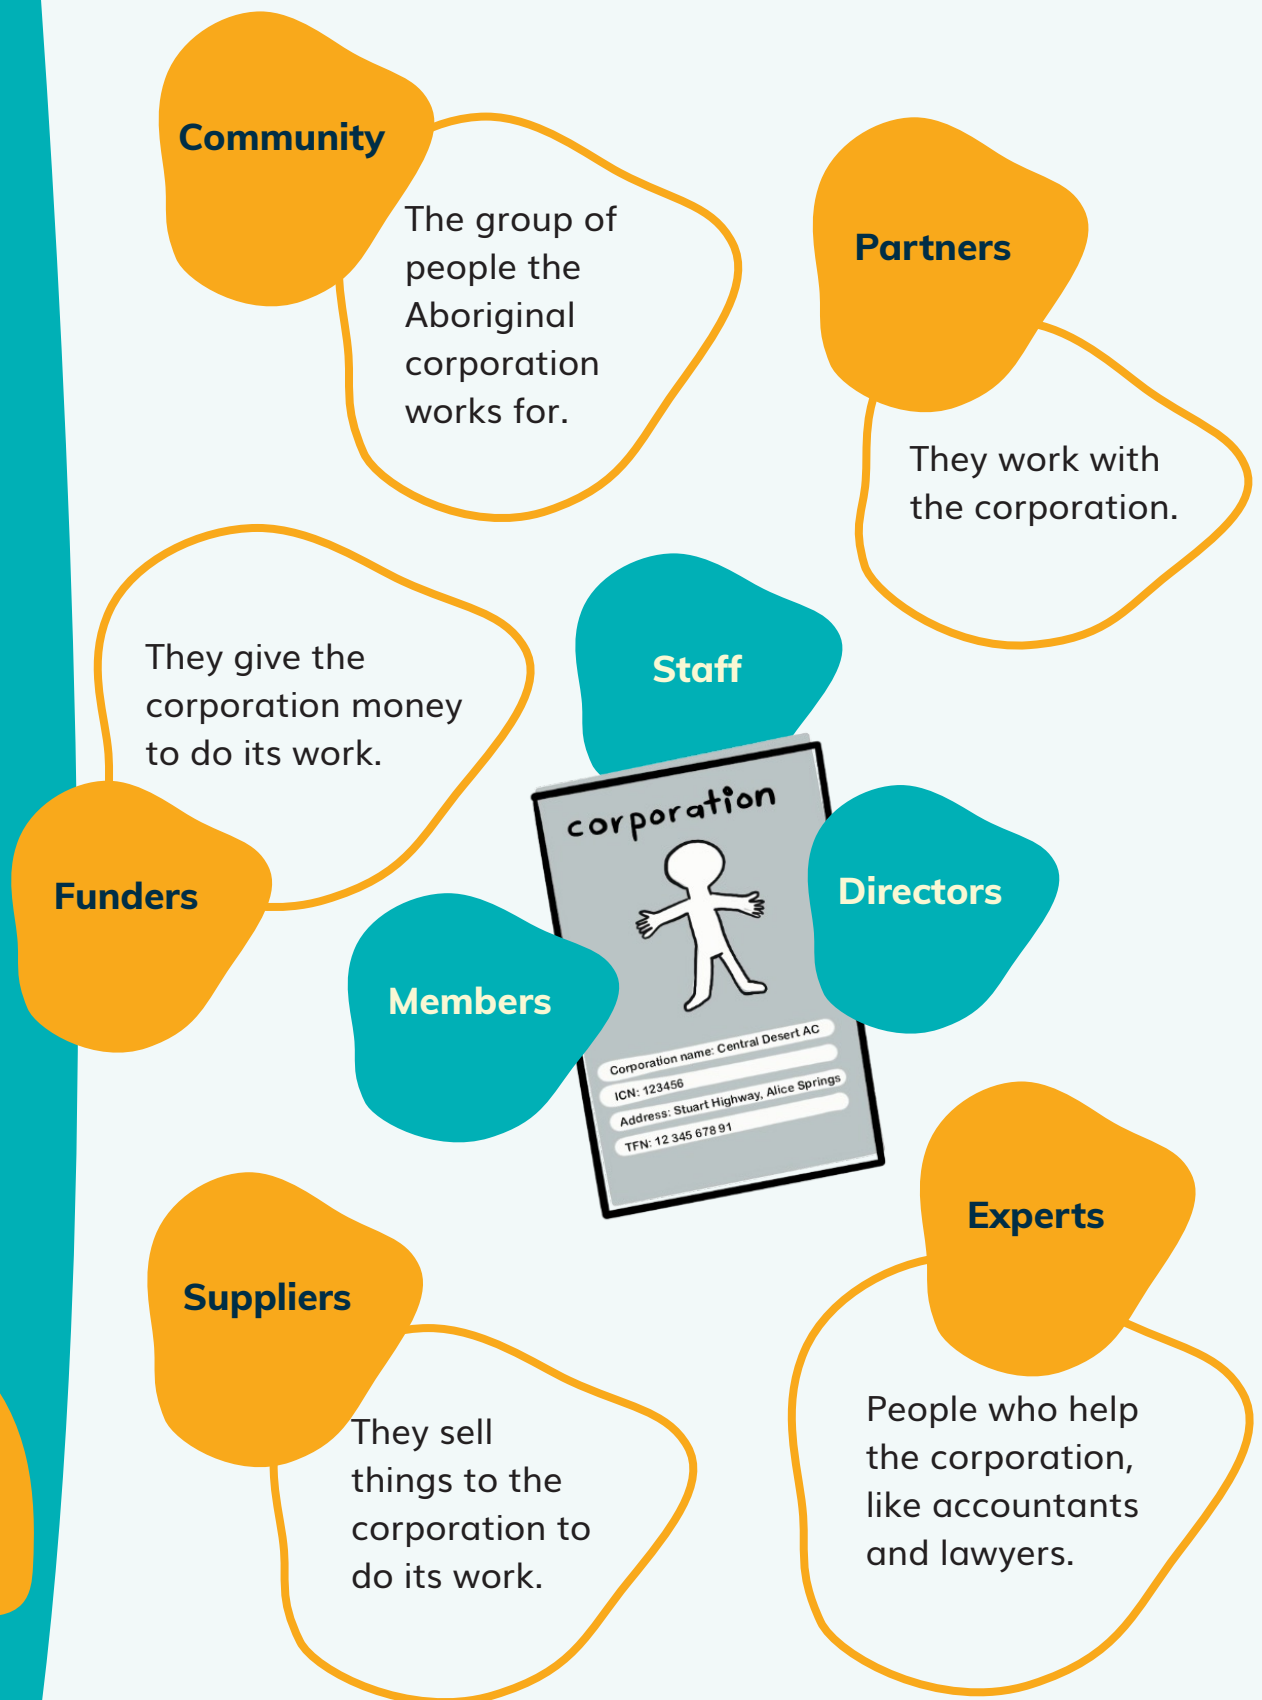 Community
The group of
people the
Aboriginal
corporation
works for.
Partners
They work with
the corporation.
They give the
corporation money
to do its work.
Funders
Staff
corporation
Directors
Members
Corporation name: Central Desert AC
ICN: 123456
Address: Stuart Highway, Alice Springs
TFN: 12 345 678 91
Experts
People who help
the corporation,
like accountants
and lawyers.
Suppliers
They sell
things to the
corporation to
do its work.